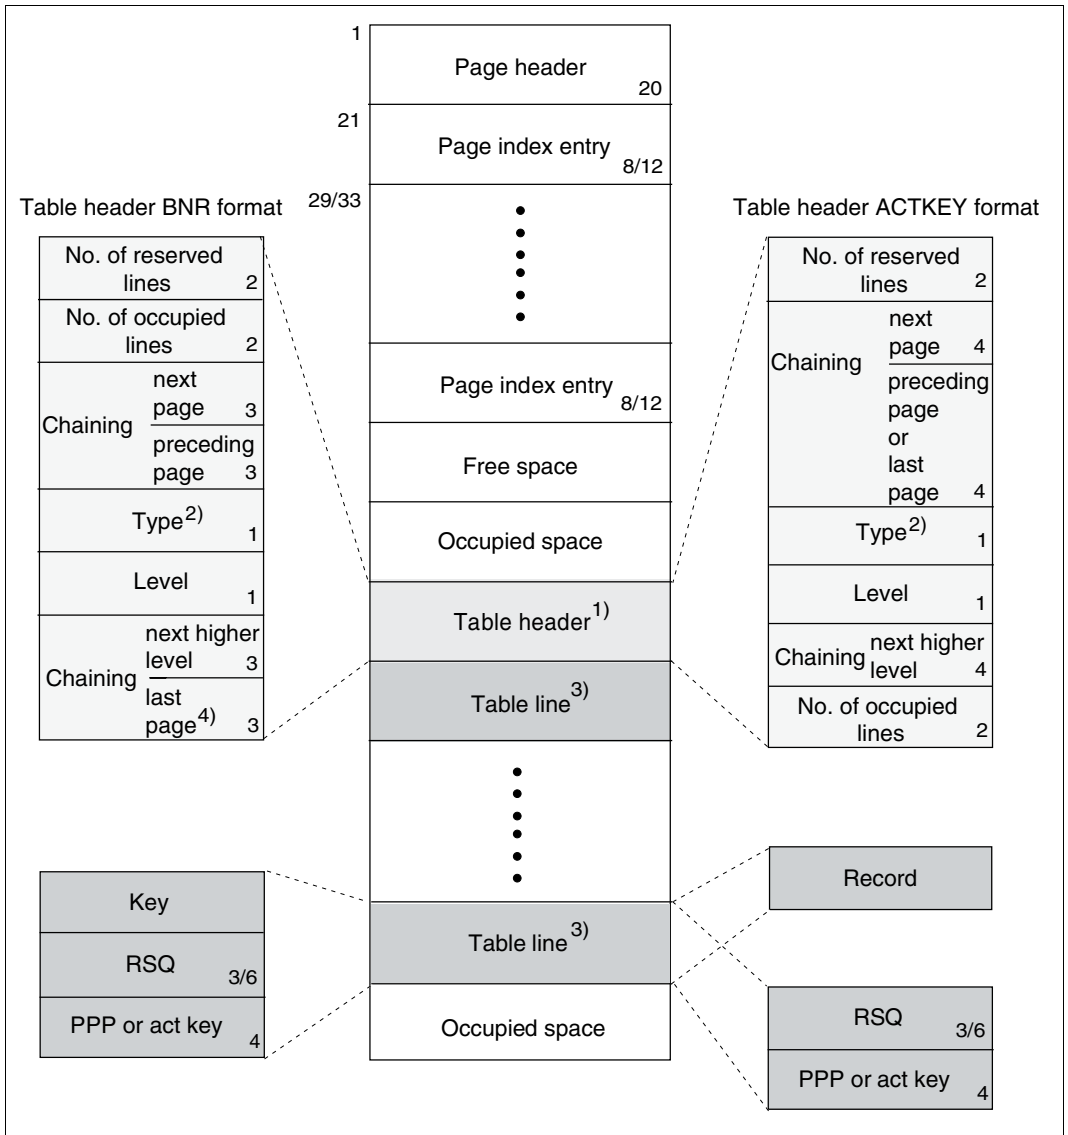 1
Page header
20
21
Page index entry
8/12
29/33
Table header BNR format
No. of reserved
lines
2
No. of occupied
lines
2
Chaining
next
page
3
preceding
page
3
Type2)
1
Level
1
Chaining
next higher
level
3
last
page4)
3
Page index entry
8/12
Free space
Occupied space
Table header1)
Table line3)
Table line3)
Occupied space
Table header ACTKEY format
No. of reserved
lines
2
Chaining
next
page
4
preceding
page
or
last
page
4
Type2)
1
Level
1
Chaining
next higher
level
4
No. of occupied
lines
2
Key
RSQ
3/6
PPP or act key
4
Record
RSQ
3/6
PPP or act key
4